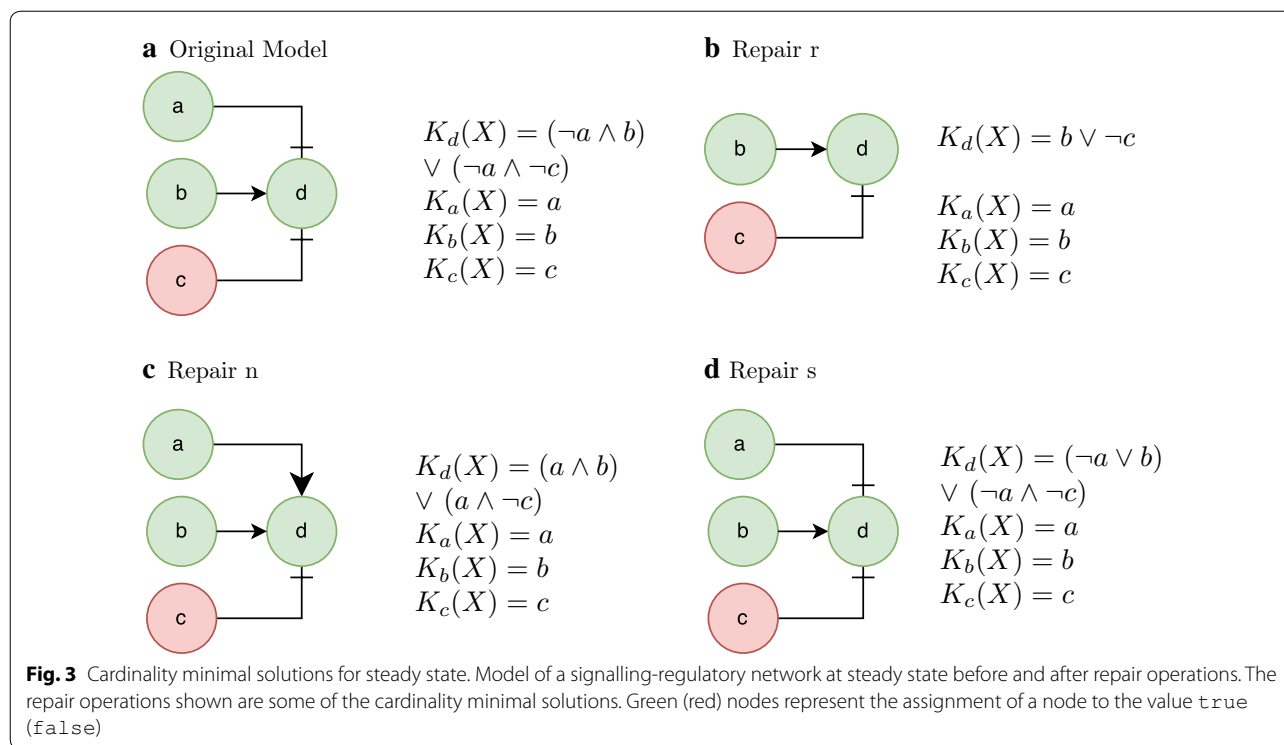 a Original Model
a
b
c
d
K_d(X) = (¬a ∧ b)
∨ (¬a ∧ ¬c)
K_a(X) = a
K_b(X) = b
K_c(X) = c
b Repair r
b
d
c
K_d(X) = b ∨ ¬c
K_a(X) = a
K_b(X) = b
K_c(X) = c
c Repair n
a
b
d
c
K_d(X) = (a ∧ b)
∨ (a ∧ ¬c)
K_a(X) = a
K_b(X) = b
K_c(X) = c
d Repair s
a
b
d
c
K_d(X) = (¬a ∨ b)
∨ (¬a ∧ ¬c)
K_a(X) = a
K_b(X) = b
K_c(X) = c
Fig. 3 Cardinality minimal solutions for steady state. Model of a signalling-regulatory network at steady state before and after repair operations. The
repair operations shown are some of the cardinality minimal solutions. Green (red) nodes represent the assignment of a node to the value true
(false)